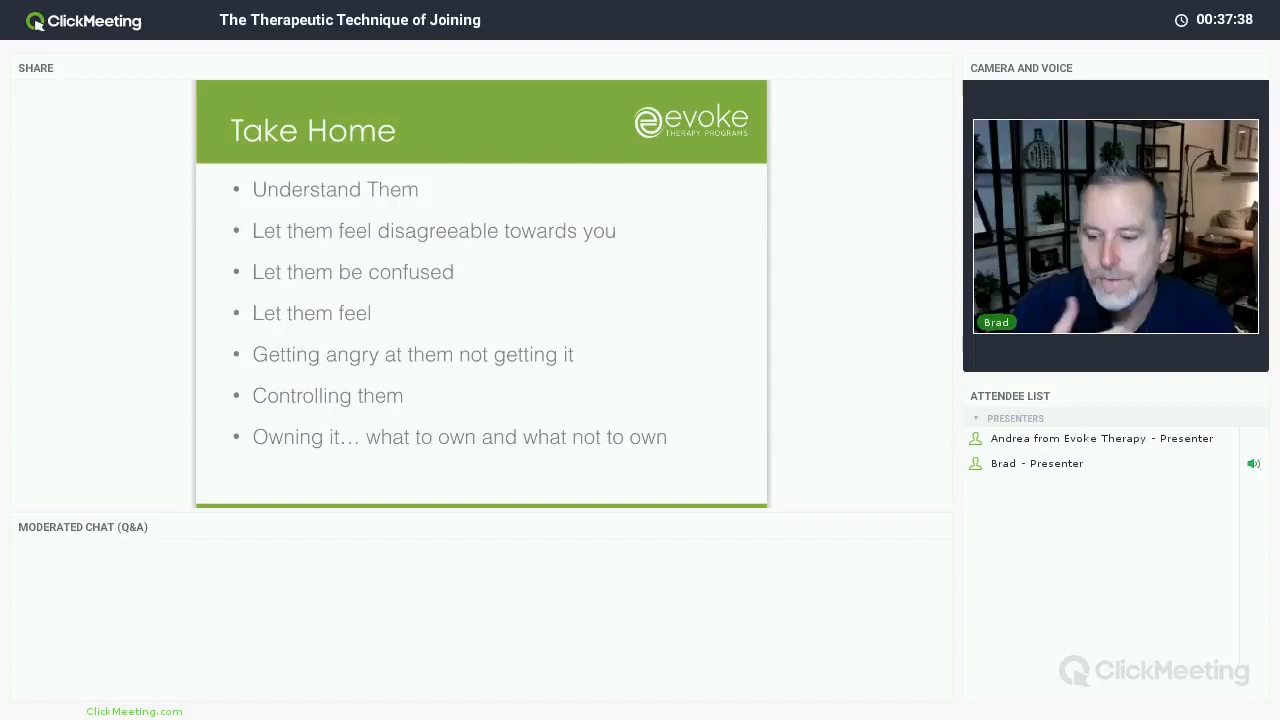 ClickMeeting
The Therapeutic Technique of Joining
00:37:38
SHARE
Take Home
evoke
THERAPY PROGRAMS
• Understand Them
• Let them feel disagreeable towards you
• Let them be confused
• Let them feel
• Getting angry at them not getting it
• Controlling them
• Owning it... what to own and what not to own
MODERATED CHAT (Q&A)
CAMERA AND VOICE
Brad
ATTENDEE LIST
PRESENTERS
Andrea from Evoke Therapy - Presenter
Brad - Presenter
ClickMeeting
ClickMeeting.com